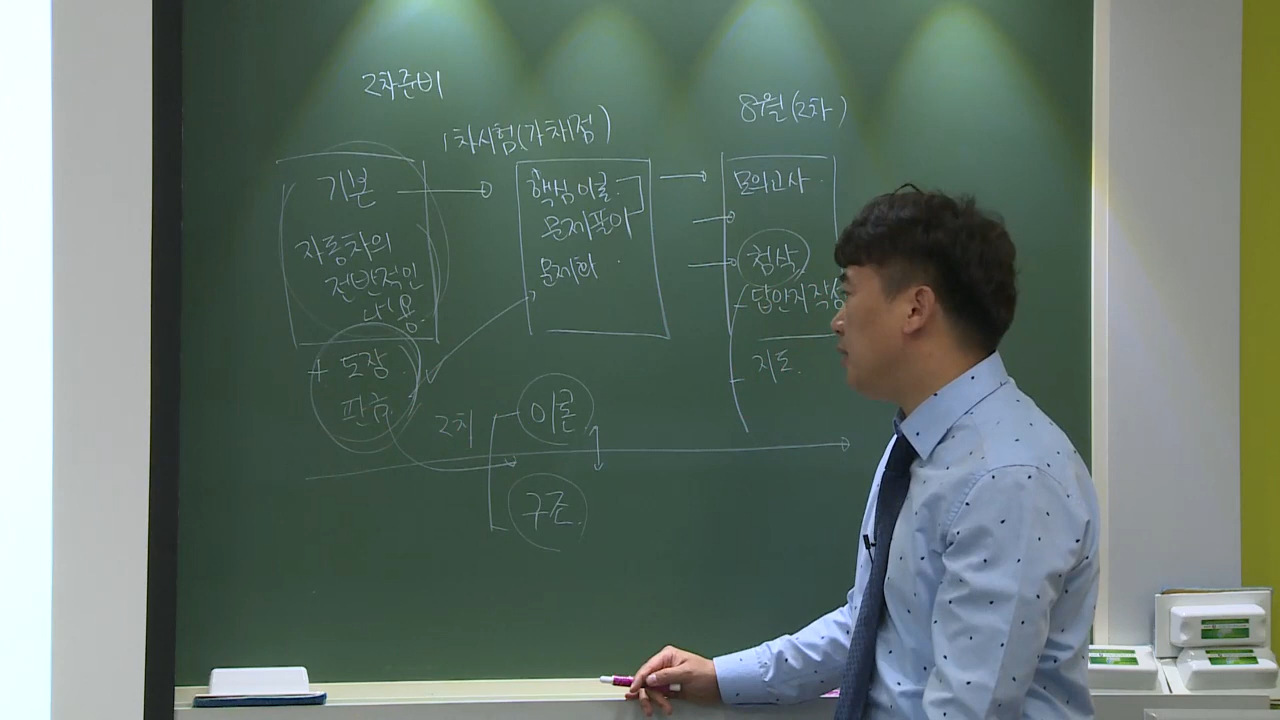 2차준비
1차시험(가채점)
8月(2차)
기본
자동차의
전반적인
내용.
+ 도장
판금.
핵심이론.
문제풀이
문제화
모의고사.
첨삭
답안지작성
지도.
2차
이론
구조.